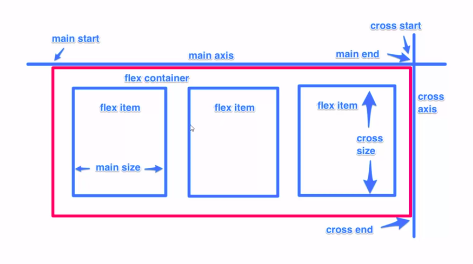 cross start
main start
main axis
main end
flex container
cross
axis
flex item
flex item
flex item
cross
size
main size
cross end